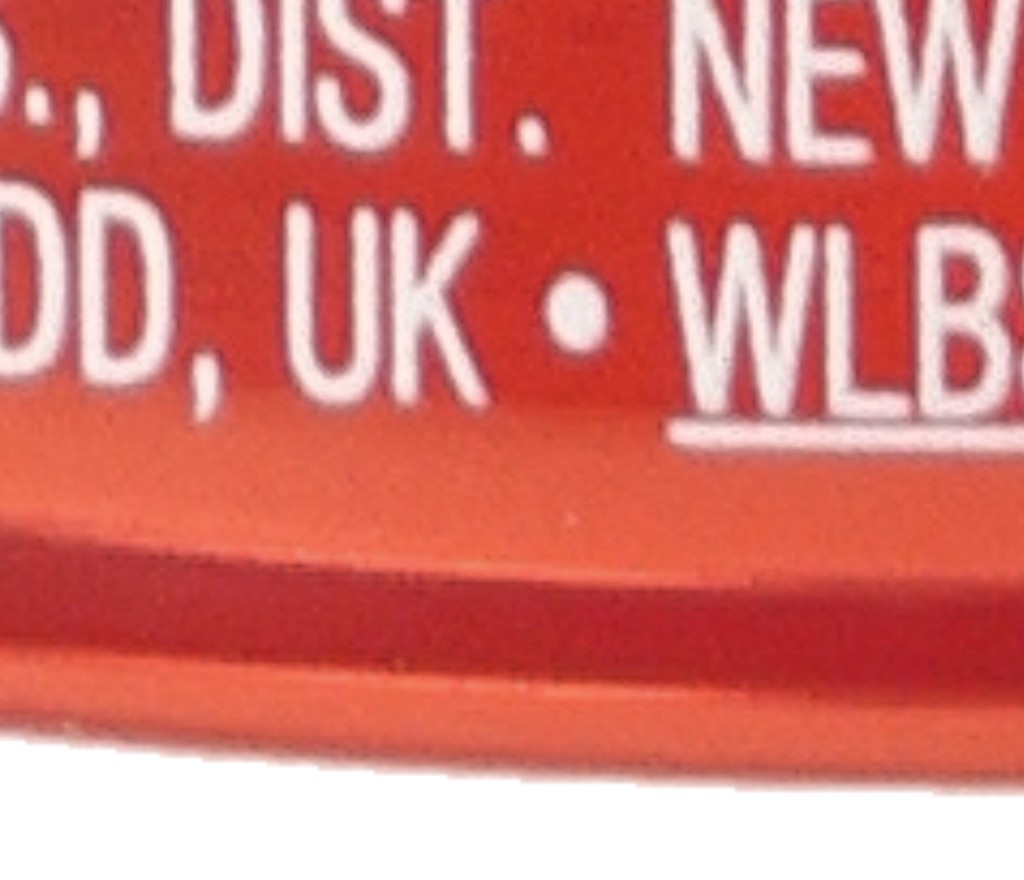 ., DIST. NEW
DD, UK • WLB